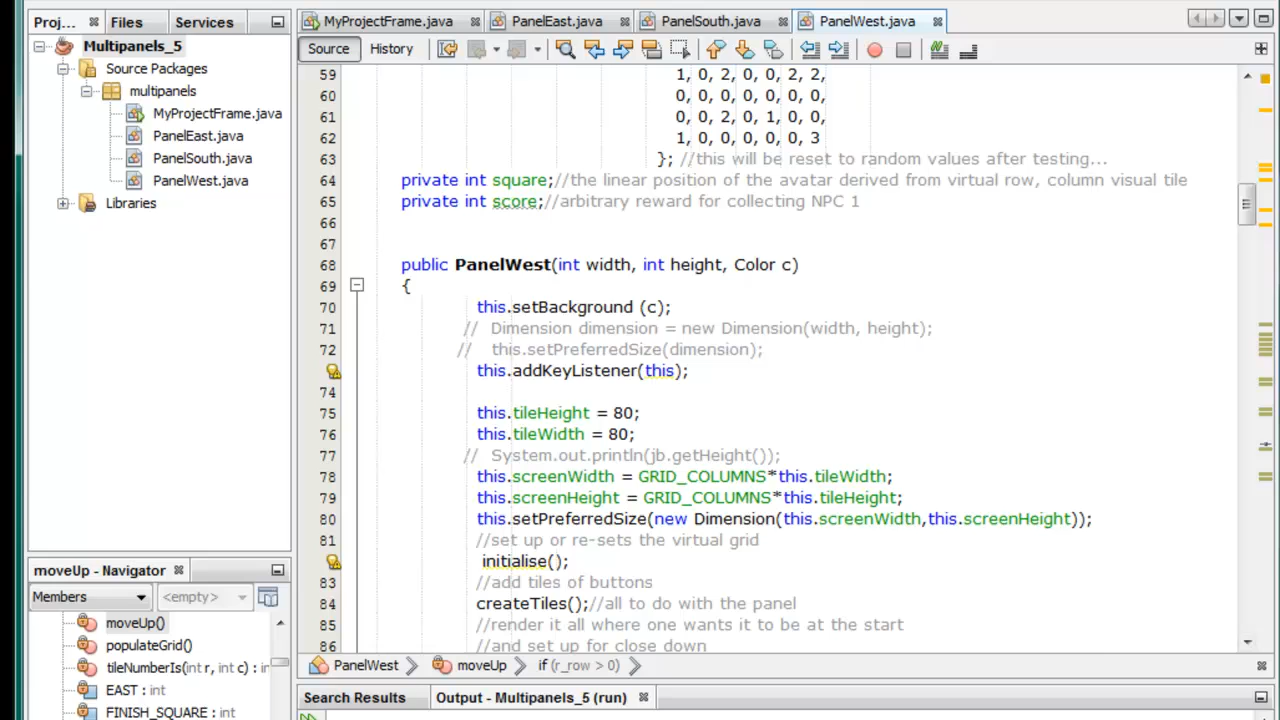 Proj... Files Services
MyProjectFrame.java PanelEast.java PanelSouth.java PanelWest.java
Source History
Multipanels_5
Source Packages
multipanels
MyProjectFrame.java
PanelEast.java
PanelSouth.java
PanelWest.java
Libraries
59 1, 0, 2, 0, 0, 2, 2,
60 0, 0, 0, 0, 0, 0, 0,
61 0, 0, 2, 0, 1, 0, 0,
62 1, 0, 0, 0, 0, 0, 3
63 }; //this will be reset to random values after testing...
64 private int square;//the linear position of the avatar derived from virtual row, column visual tile
65 private int score;//arbitrary reward for collecting NPC 1
66
67
68 public PanelWest(int width, int height, Color c)
69 {
70 this.setBackground (c);
71 // Dimension dimension = new Dimension(width, height);
72 // this.setPreferredSize(dimension);
this.addKeyListener(this);
74
75 this.tileHeight = 80;
76 this.tileWidth = 80;
77 // System.out.println(jb.getHeight());
78 this.screenWidth = GRID_COLUMNS*this.tileWidth;
79 this.screenHeight = GRID_COLUMNS*this.tileHeight;
80 this.setPreferredSize(new Dimension(this.screenWidth,this.screenHeight));
81 //set up or re-sets the virtual grid
initialise();
83 //add tiles of buttons
84 createTiles();//all to do with the panel
85 //render it all where one wants it to be at the start
86 //and set up for close down
moveUp - Navigator
Members <empty>
moveUp()
populateGrid()
tileNumberIs(int r, int c) : in
EAST : int
FINISH_SQUARE : int
PanelWest moveUp if (r_row > 0)
Search Results Output - Multipanels_5 (run)